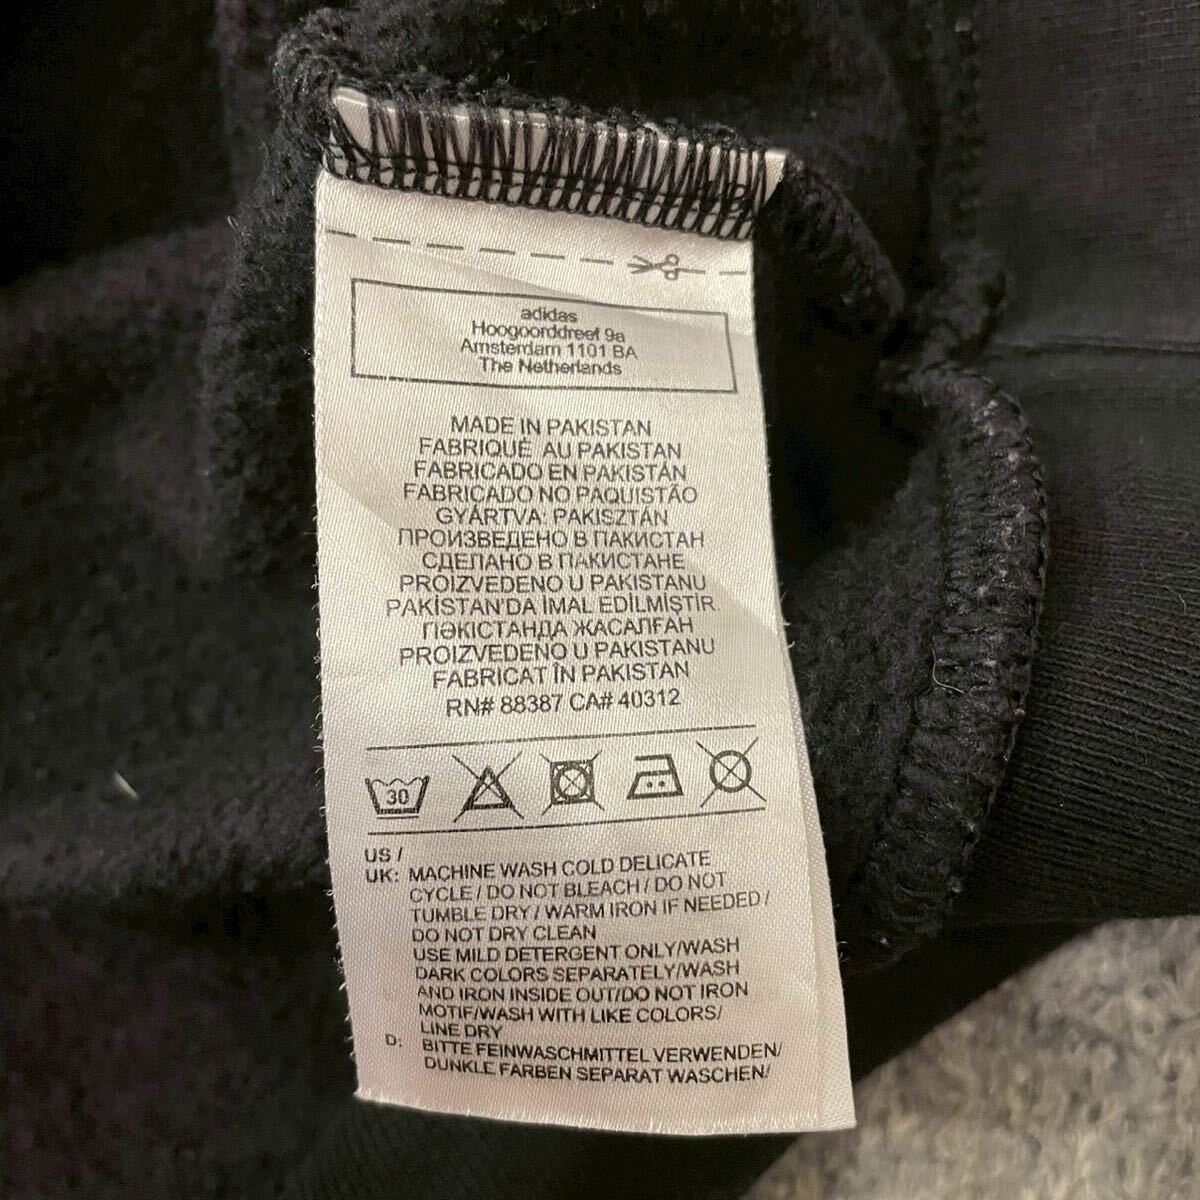 adidas
Hoogoorddreef 9a
Amsterdam 1101 BA
The Netherlands
MADE IN PAKISTAN
FABRIQUÉ AU PAKISTAN
FABRICADO EN PAKISTÁN
FABRICADO NO PAQUISTÃO
GYÁRTVA: PAKISZTÁN
ПРОИЗВЕДЕНО В ПАКИСТАН
СДЕЛАНО В ПАКИСТАНЕ
PROIZVEDENO U PAKISTANU
PAKİSTAN'DA İMAL EDİLMİŞTİR
ПӘКІСТАНДА ЖАСАЛҒАН
PROIZVEDENO U PAKISTANU
FABRICAT ÎN PAKISTAN
RN# 88387 CA# 40312
30
US /
UK: MACHINE WASH COLD DELICATE
CYCLE / DO NOT BLEACH / DO NOT
TUMBLE DRY / WARM IRON IF NEEDED /
DO NOT DRY CLEAN
USE MILD DETERGENT ONLY/WASH
DARK COLORS SEPARATELY/WASH
AND IRON INSIDE OUT/DO NOT IRON
MOTIF/WASH WITH LIKE COLORS/
LINE DRY
D: BITTE FEINWASCHMITTEL VERWENDEN/
DUNKLE FARBEN SEPARAT WASCHEN/